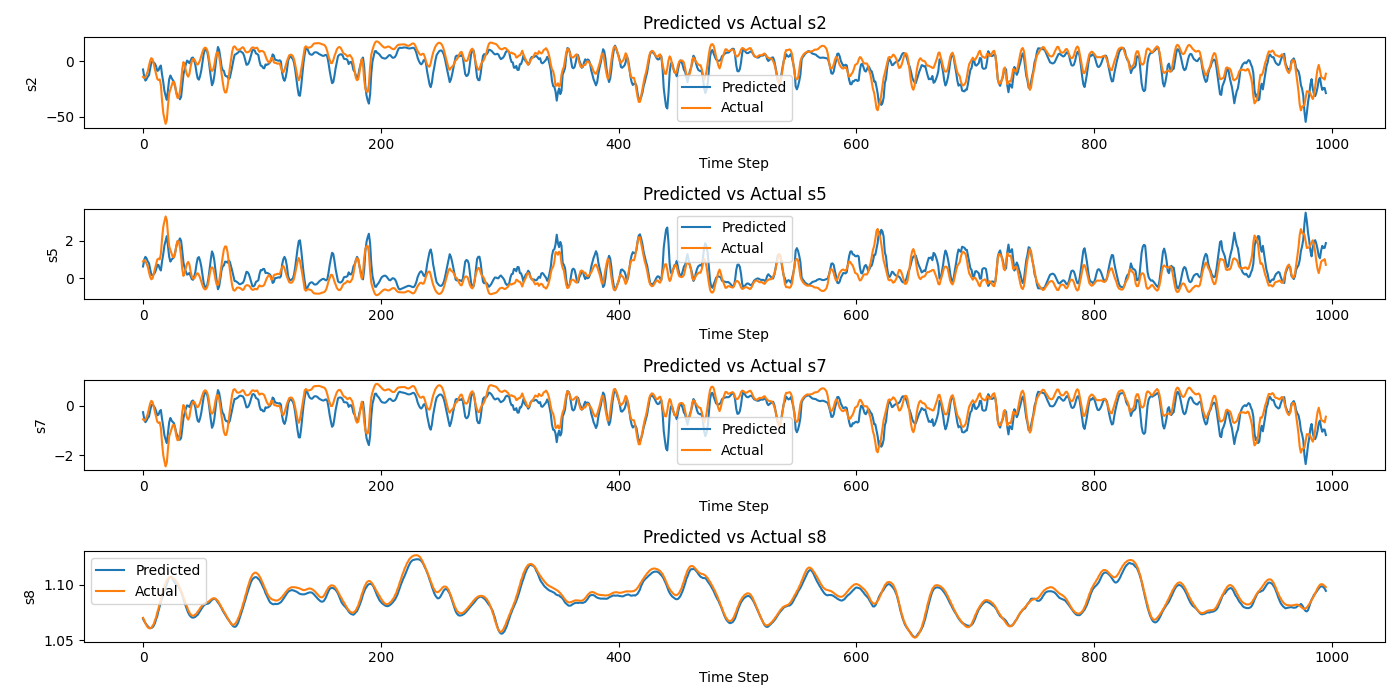 Predicted vs Actual s2
s2
0
−50
Predicted
Actual
0 200 400 600 800 1000
Time Step
Predicted vs Actual s5
s5
2
0
Predicted
Actual
0 200 400 600 800 1000
Time Step
Predicted vs Actual s7
s7
0
−2
Predicted
Actual
0 200 400 600 800 1000
Time Step
Predicted vs Actual s8
s8
1.10
1.05
Predicted
Actual
0 200 400 600 800 1000
Time Step